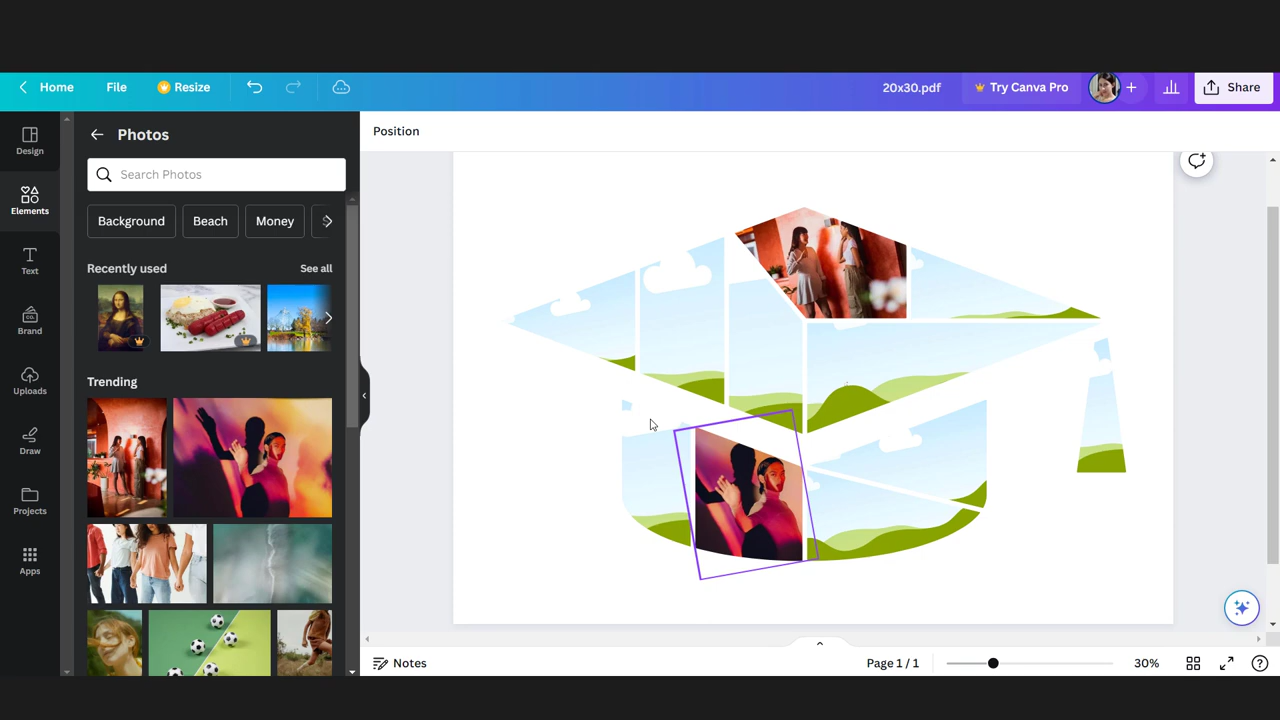 Home File Resize 20x30.pdf Try Canva Pro + Share
Design
Elements
Text
Brand
Uploads
Draw
Projects
Apps
Photos
Search Photos
Background Beach Money
Recently used See all
Trending
Position
Notes Page 1 / 1 30%